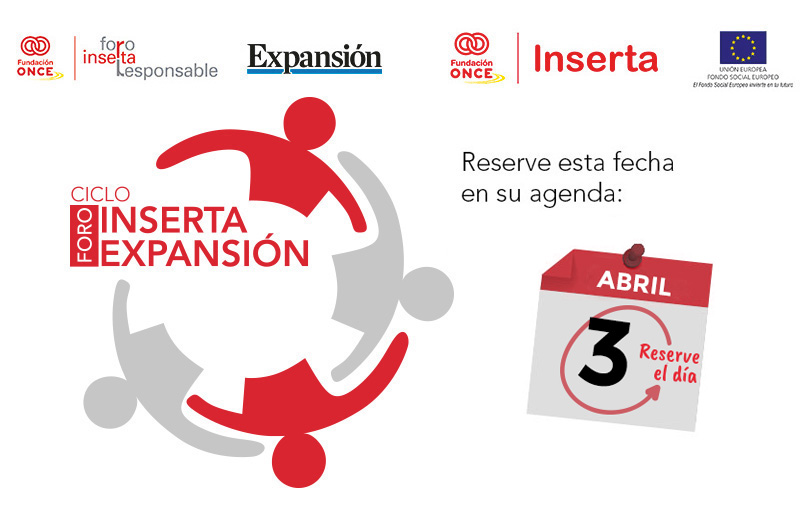 Fundación
ONCE
foro
inserta
responsable
Expansión
Fundación
ONCE
Inserta
UNIÓN EUROPEA
FONDO SOCIAL EUROPEO
El Fondo Social Europeo invierte en su futuro
CICLO
FORO
INSERTA
EXPANSIÓN
Reserve esta fecha
en su agenda:
ABRIL
3
Reserve
el día